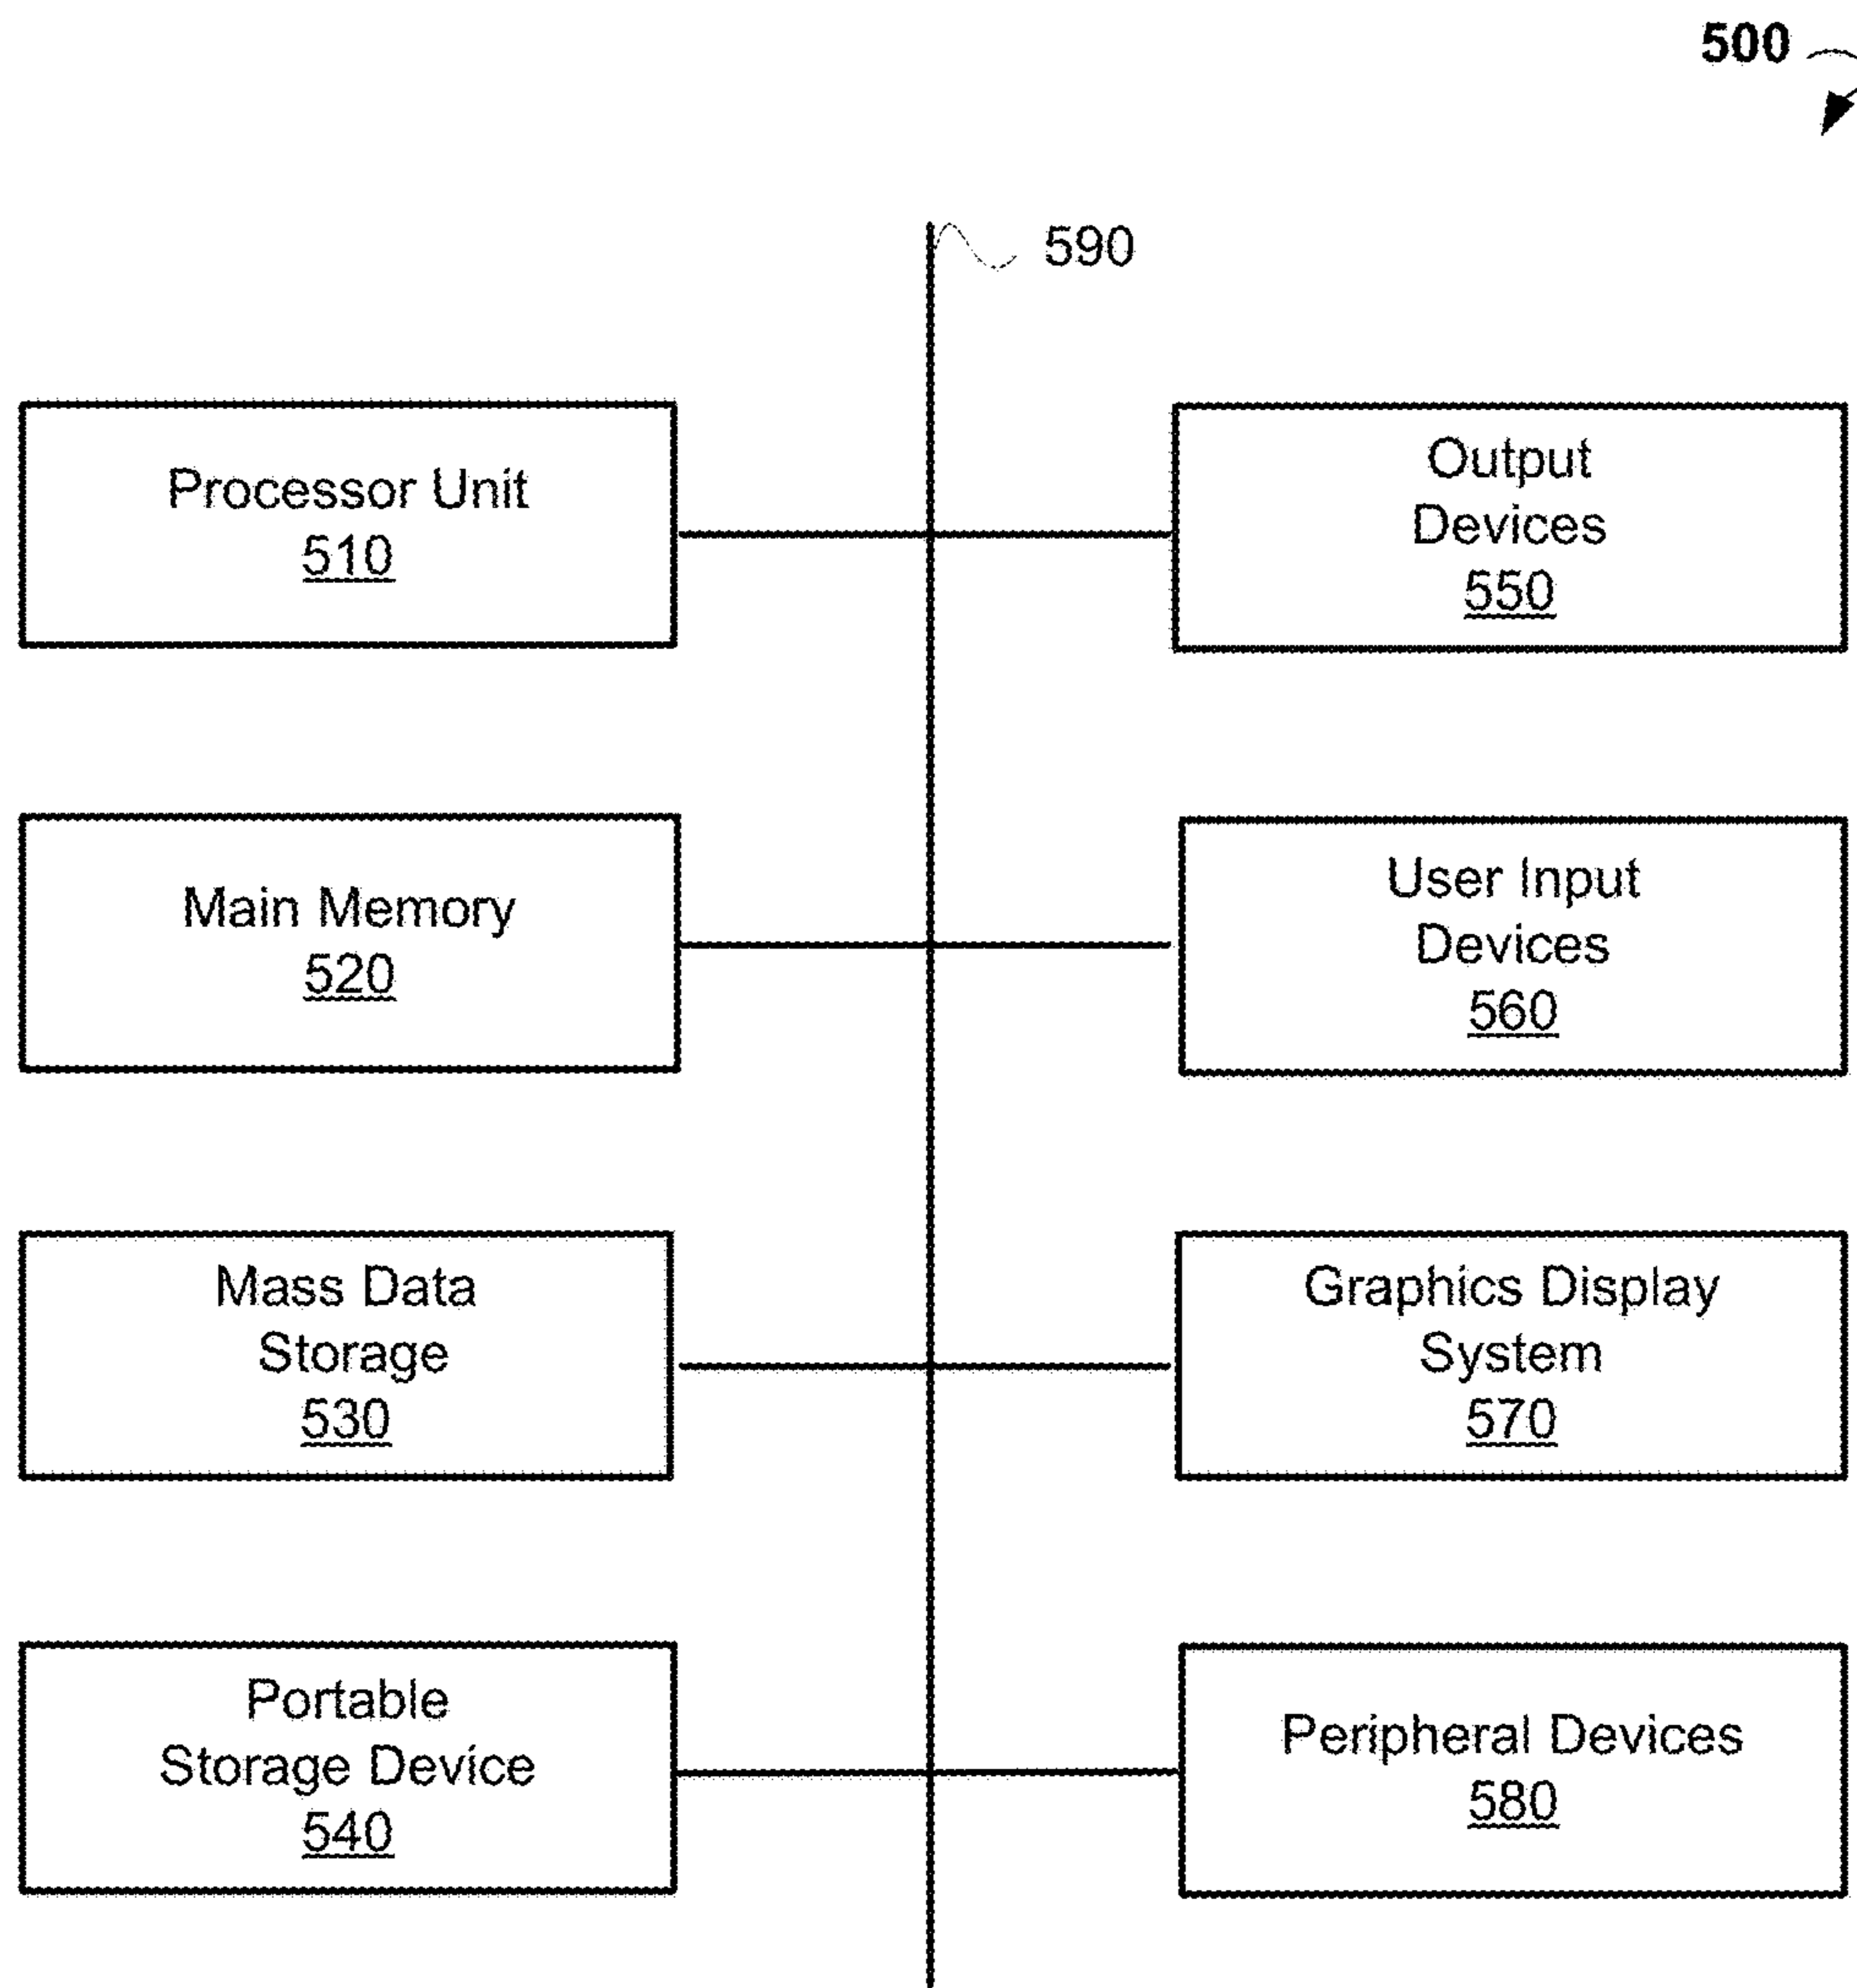 500
590
Processor Unit
510
Output
Devices
550
Main Memory
520
User Input
Devices
560
Mass Data
Storage
530
Graphics Display
System
570
Portable
Storage Device
540
Peripheral Devices
580